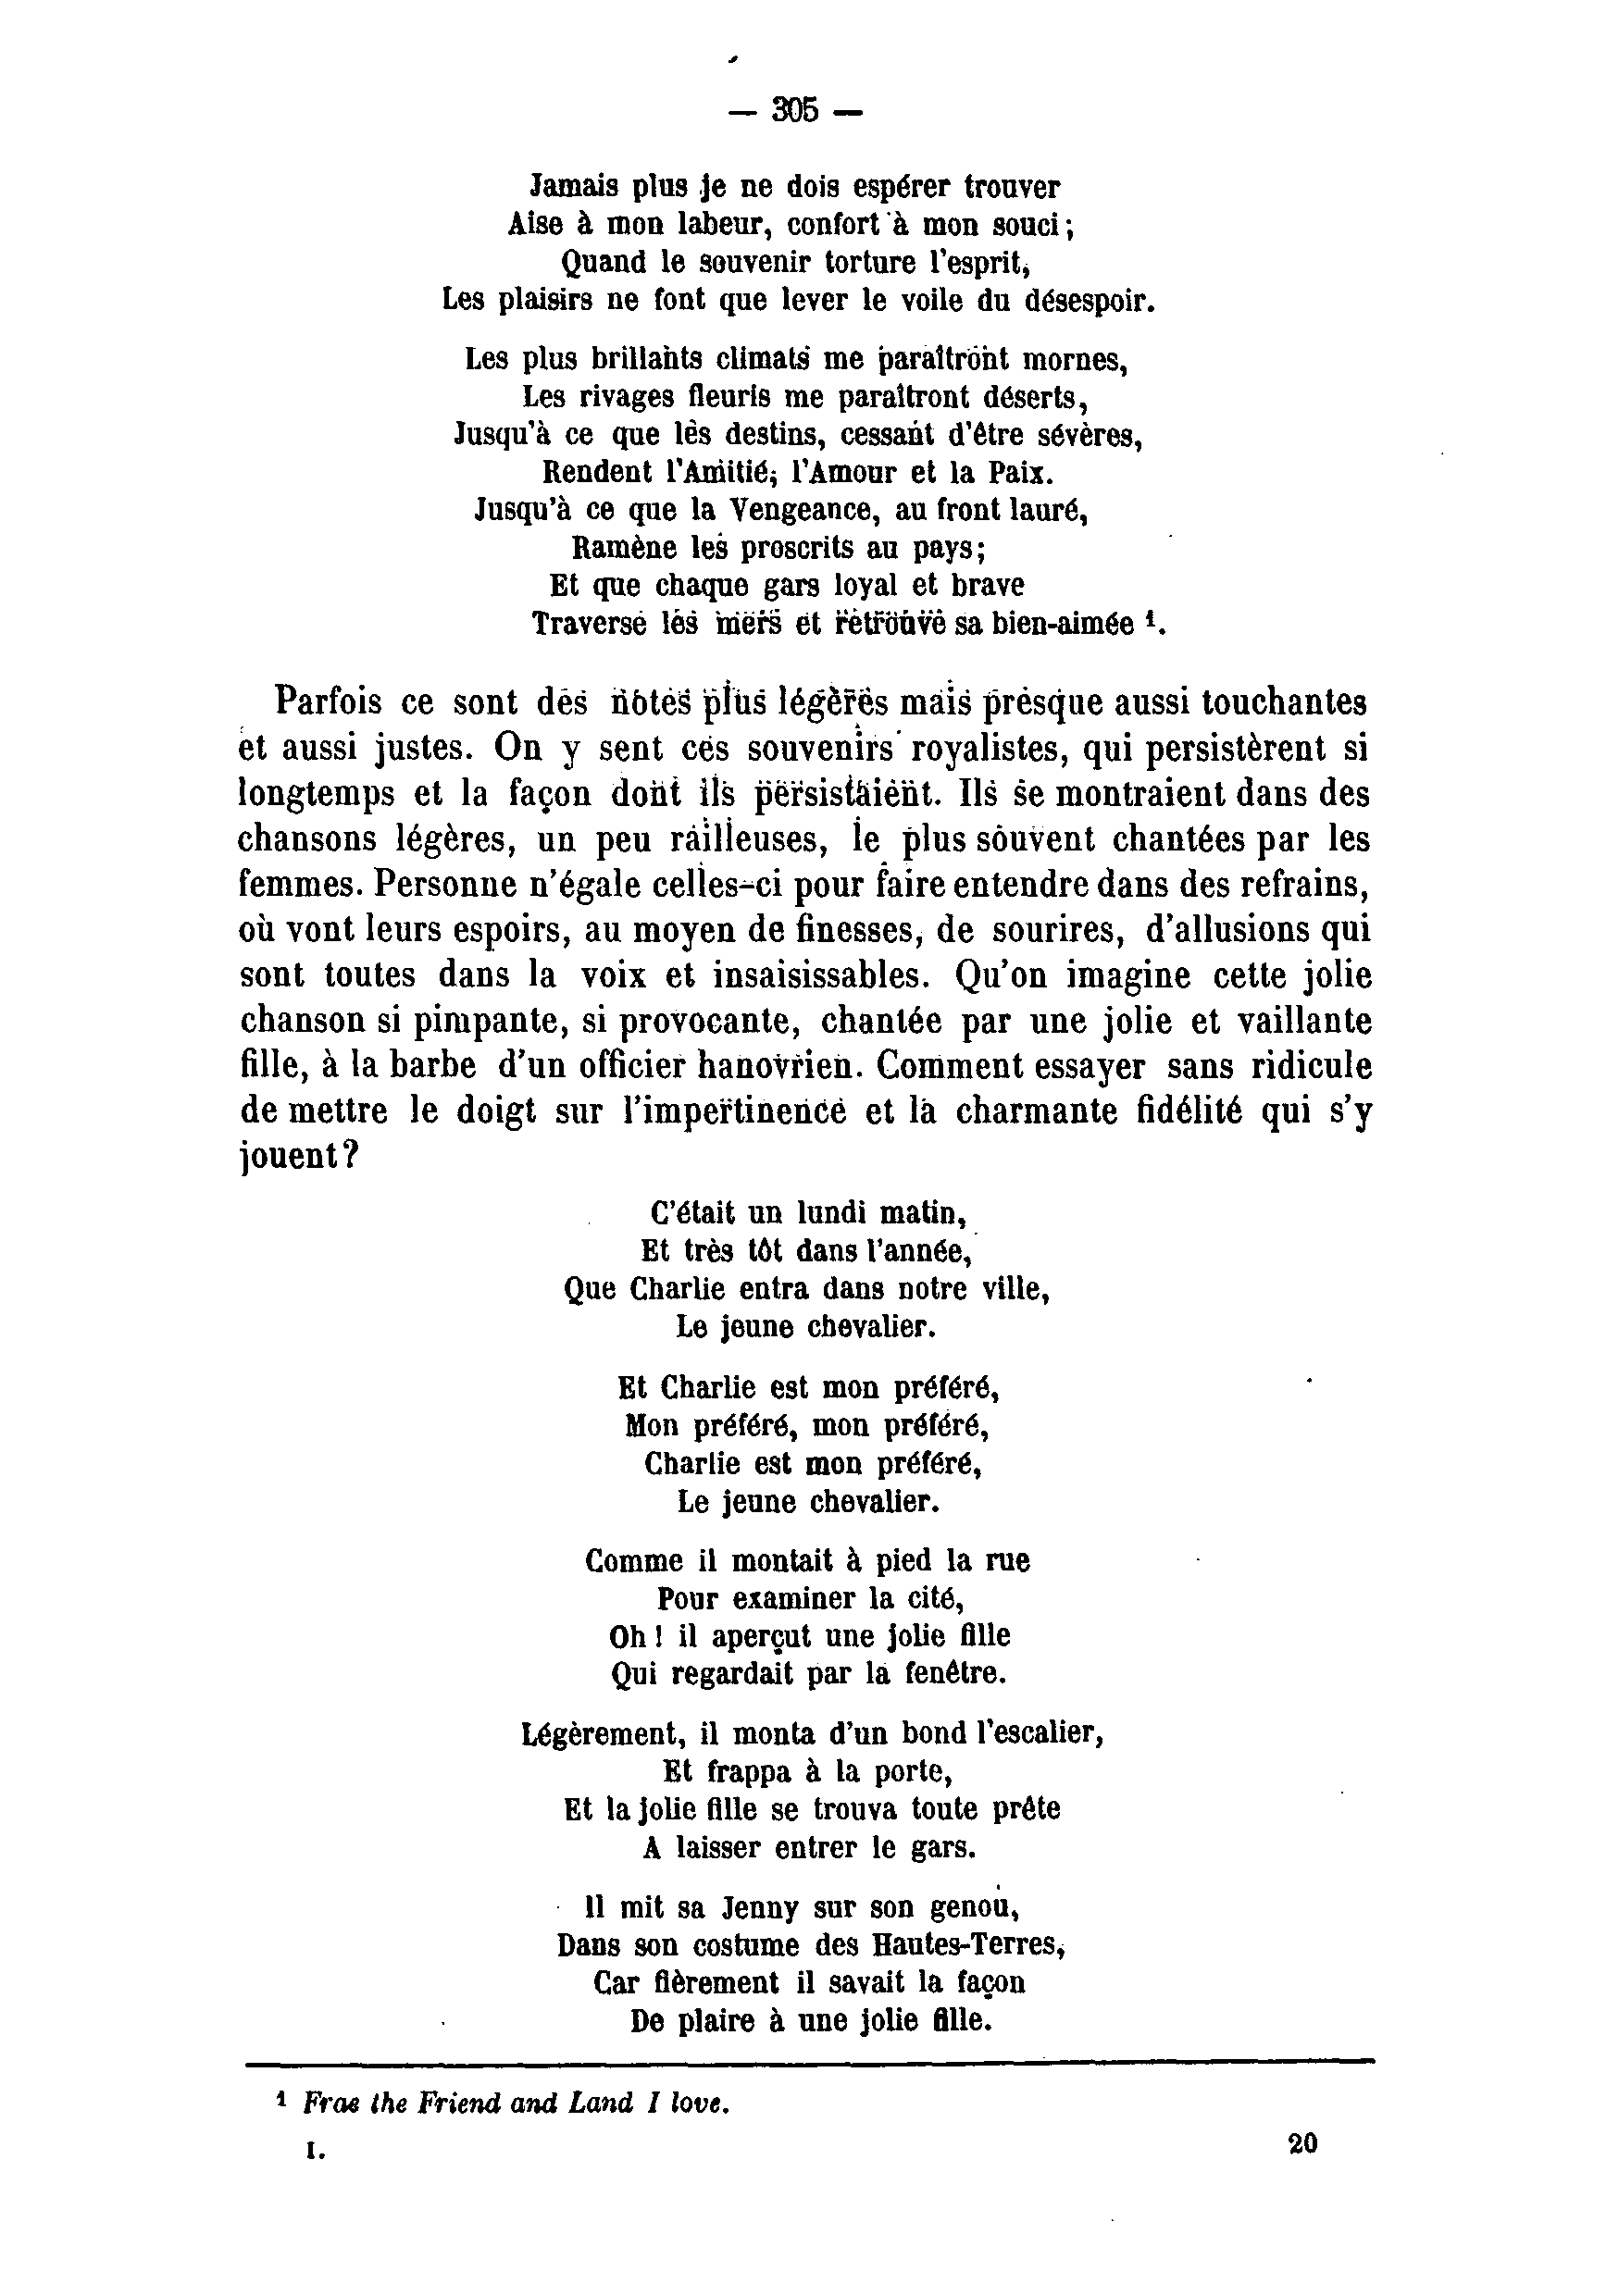 — 305 —
Jamais plus je ne dois espérer trouver
Aise à mon labeur, confort à mon souci ;
Quand le souvenir torture l'esprit,
Les plaisirs ne font que lever le voile du désespoir.
Les plus brillants climats me paraîtront mornes,
Les rivages fleuris me paraîtront déserts,
Jusqu'à ce que les destins, cessant d'être sévères,
Rendent l'Amitié, l'Amour et la Paix.
Jusqu'à ce que la Vengeance, au front lauré,
Ramène les proscrits au pays ;
Et que chaque gars loyal et brave
Traverse les mers et retrouve sa bien-aimée ¹.
Parfois ce sont des notes plus légères mais presque aussi touchantes
et aussi justes. On y sent ces souvenirs royalistes, qui persistèrent si
longtemps et la façon dont ils persistaient. Ils se montraient dans des
chansons légères, un peu railleuses, le plus souvent chantées par les
femmes. Personne n'égale celles-ci pour faire entendre dans des refrains,
où vont leurs espoirs, au moyen de finesses, de sourires, d'allusions qui
sont toutes dans la voix et insaisissables. Qu'on imagine cette jolie
chanson si pimpante, si provocante, chantée par une jolie et vaillante
fille, à la barbe d'un officier hanovrien. Comment essayer sans ridicule
de mettre le doigt sur l'impertinence et la charmante fidélité qui s'y
jouent ?
C'était un lundi matin,
Et très tôt dans l'année,
Que Charlie entra dans notre ville,
Le jeune chevalier.
Et Charlie est mon préféré,
Mon préféré, mon préféré,
Charlie est mon préféré,
Le jeune chevalier.
Comme il montait à pied la rue
Pour examiner la cité,
Oh ! il aperçut une jolie fille
Qui regardait par la fenêtre.
Légèrement, il monta d'un bond l'escalier,
Et frappa à la porte,
Et la jolie fille se trouva toute prête
A laisser entrer le gars.
Il mit sa Jenny sur son genou,
Dans son costume des Hautes-Terres,
Car fièrement il savait la façon
De plaire à une jolie fille.
¹ Frae the Friend and Land I love.
I. 20